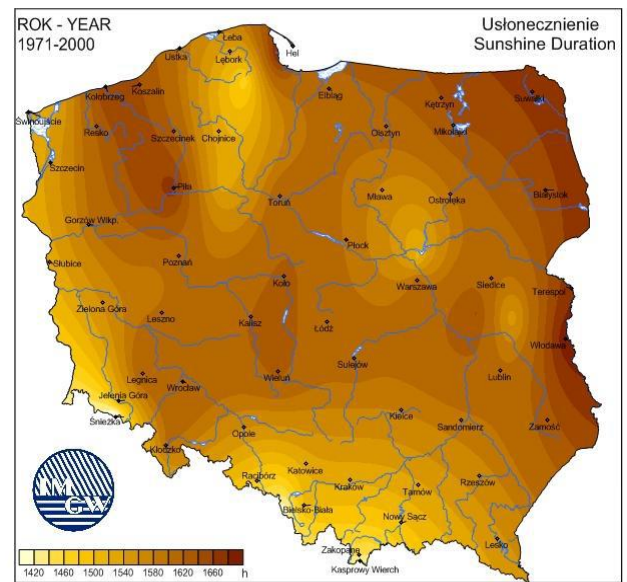 ROK - YEAR
1971-2000
Usłonecznienie
Sunshine Duration
Łeba
Ustka
Lębork
Hel
Koszalin
Kołobrzeg
Elbląg
Kętrzyn
Suwałki
Świnoujście
Resko
Szczecinek
Chojnice
Olsztyn
Mikołajki
Szczecin
Piła
Mława
Ostrołęka
Białystok
Toruń
Gorzów Wlkp.
Płock
Słubice
Poznań
Koło
Warszawa
Siedlce
Terespol
Zielona Góra
Leszno
Kalisz
Łódź
Włodawa
Sulejów
Legnica
Wrocław
Wieluń
Lublin
Jelenia Góra
Śnieżka
Kielce
Sandomierz
Zamość
Opole
Kłodzko
Katowice
Racibórz
Kraków
Tarnów
Rzeszów
Bielsko-Biała
Nowy Sącz
Lesko
Zakopane
Kasprowy Wierch
IM
GW
1420 1460 1500 1540 1580 1620 1660 h